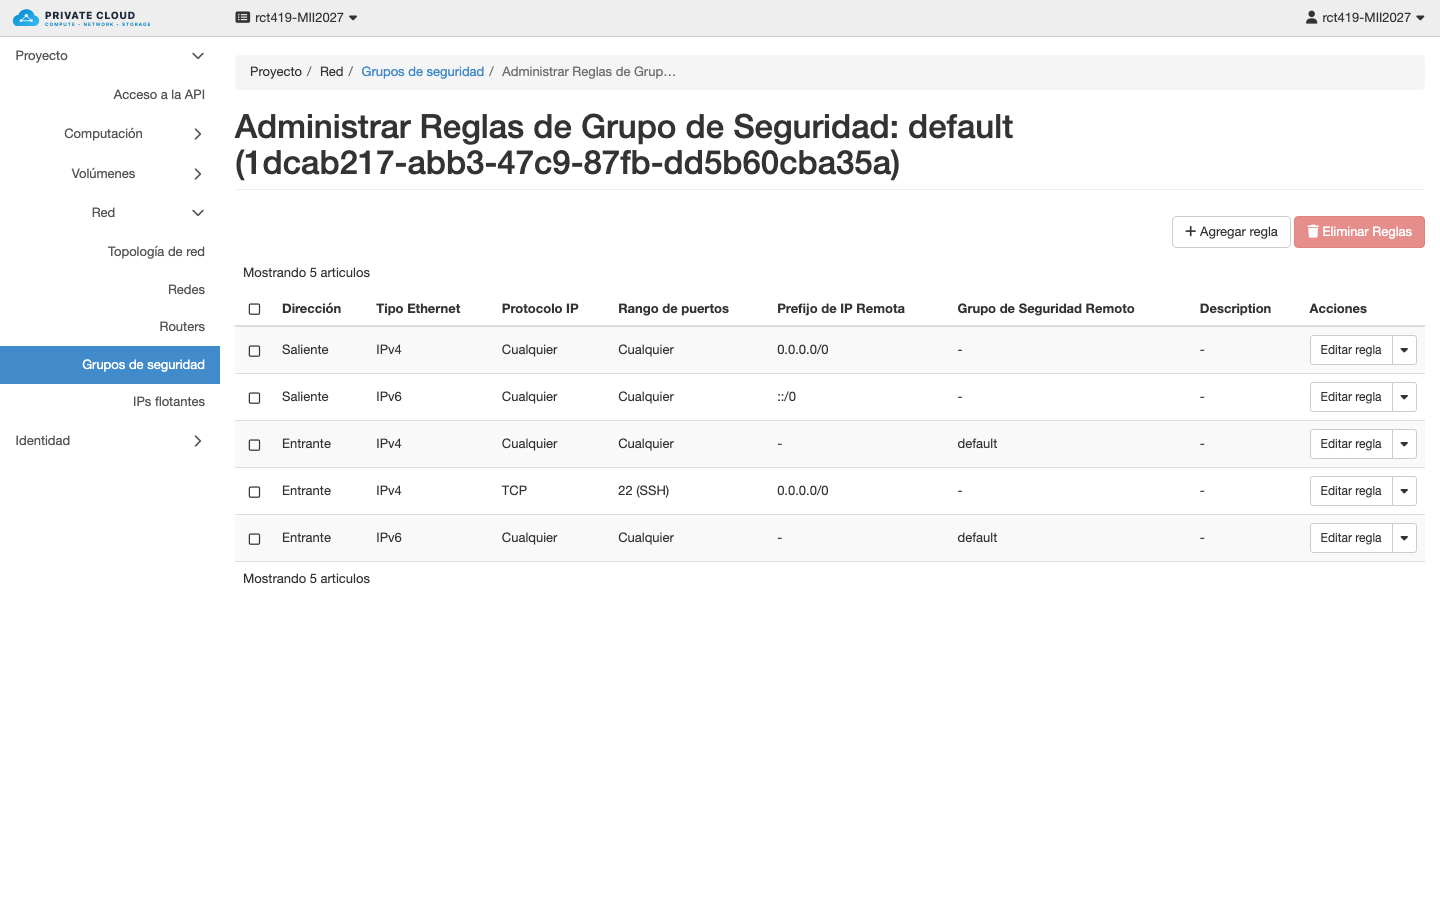 PRIVATE CLOUD
COMPUTE • NETWORK • STORAGE
rct419-MII2027
rct419-MII2027
Proyecto
Acceso a la API
Computación
Volúmenes
Red
Topología de red
Redes
Routers
Grupos de seguridad
IPs flotantes
Identidad
Proyecto / Red / Grupos de seguridad / Administrar Reglas de Grup…
Administrar Reglas de Grupo de Seguridad: default
(1dcab217-abb3-47c9-87fb-dd5b60cba35a)
Agregar regla Eliminar Reglas
Mostrando 5 articulos
Dirección Tipo Ethernet Protocolo IP Rango de puertos Prefijo de IP Remota Grupo de Seguridad Remoto Description Acciones
Saliente IPv4 Cualquier Cualquier 0.0.0.0/0 - - Editar regla
Saliente IPv6 Cualquier Cualquier ::/0 - - Editar regla
Entrante IPv4 Cualquier Cualquier - default - Editar regla
Entrante IPv4 TCP 22 (SSH) 0.0.0.0/0 - - Editar regla
Entrante IPv6 Cualquier Cualquier - default - Editar regla
Mostrando 5 articulos